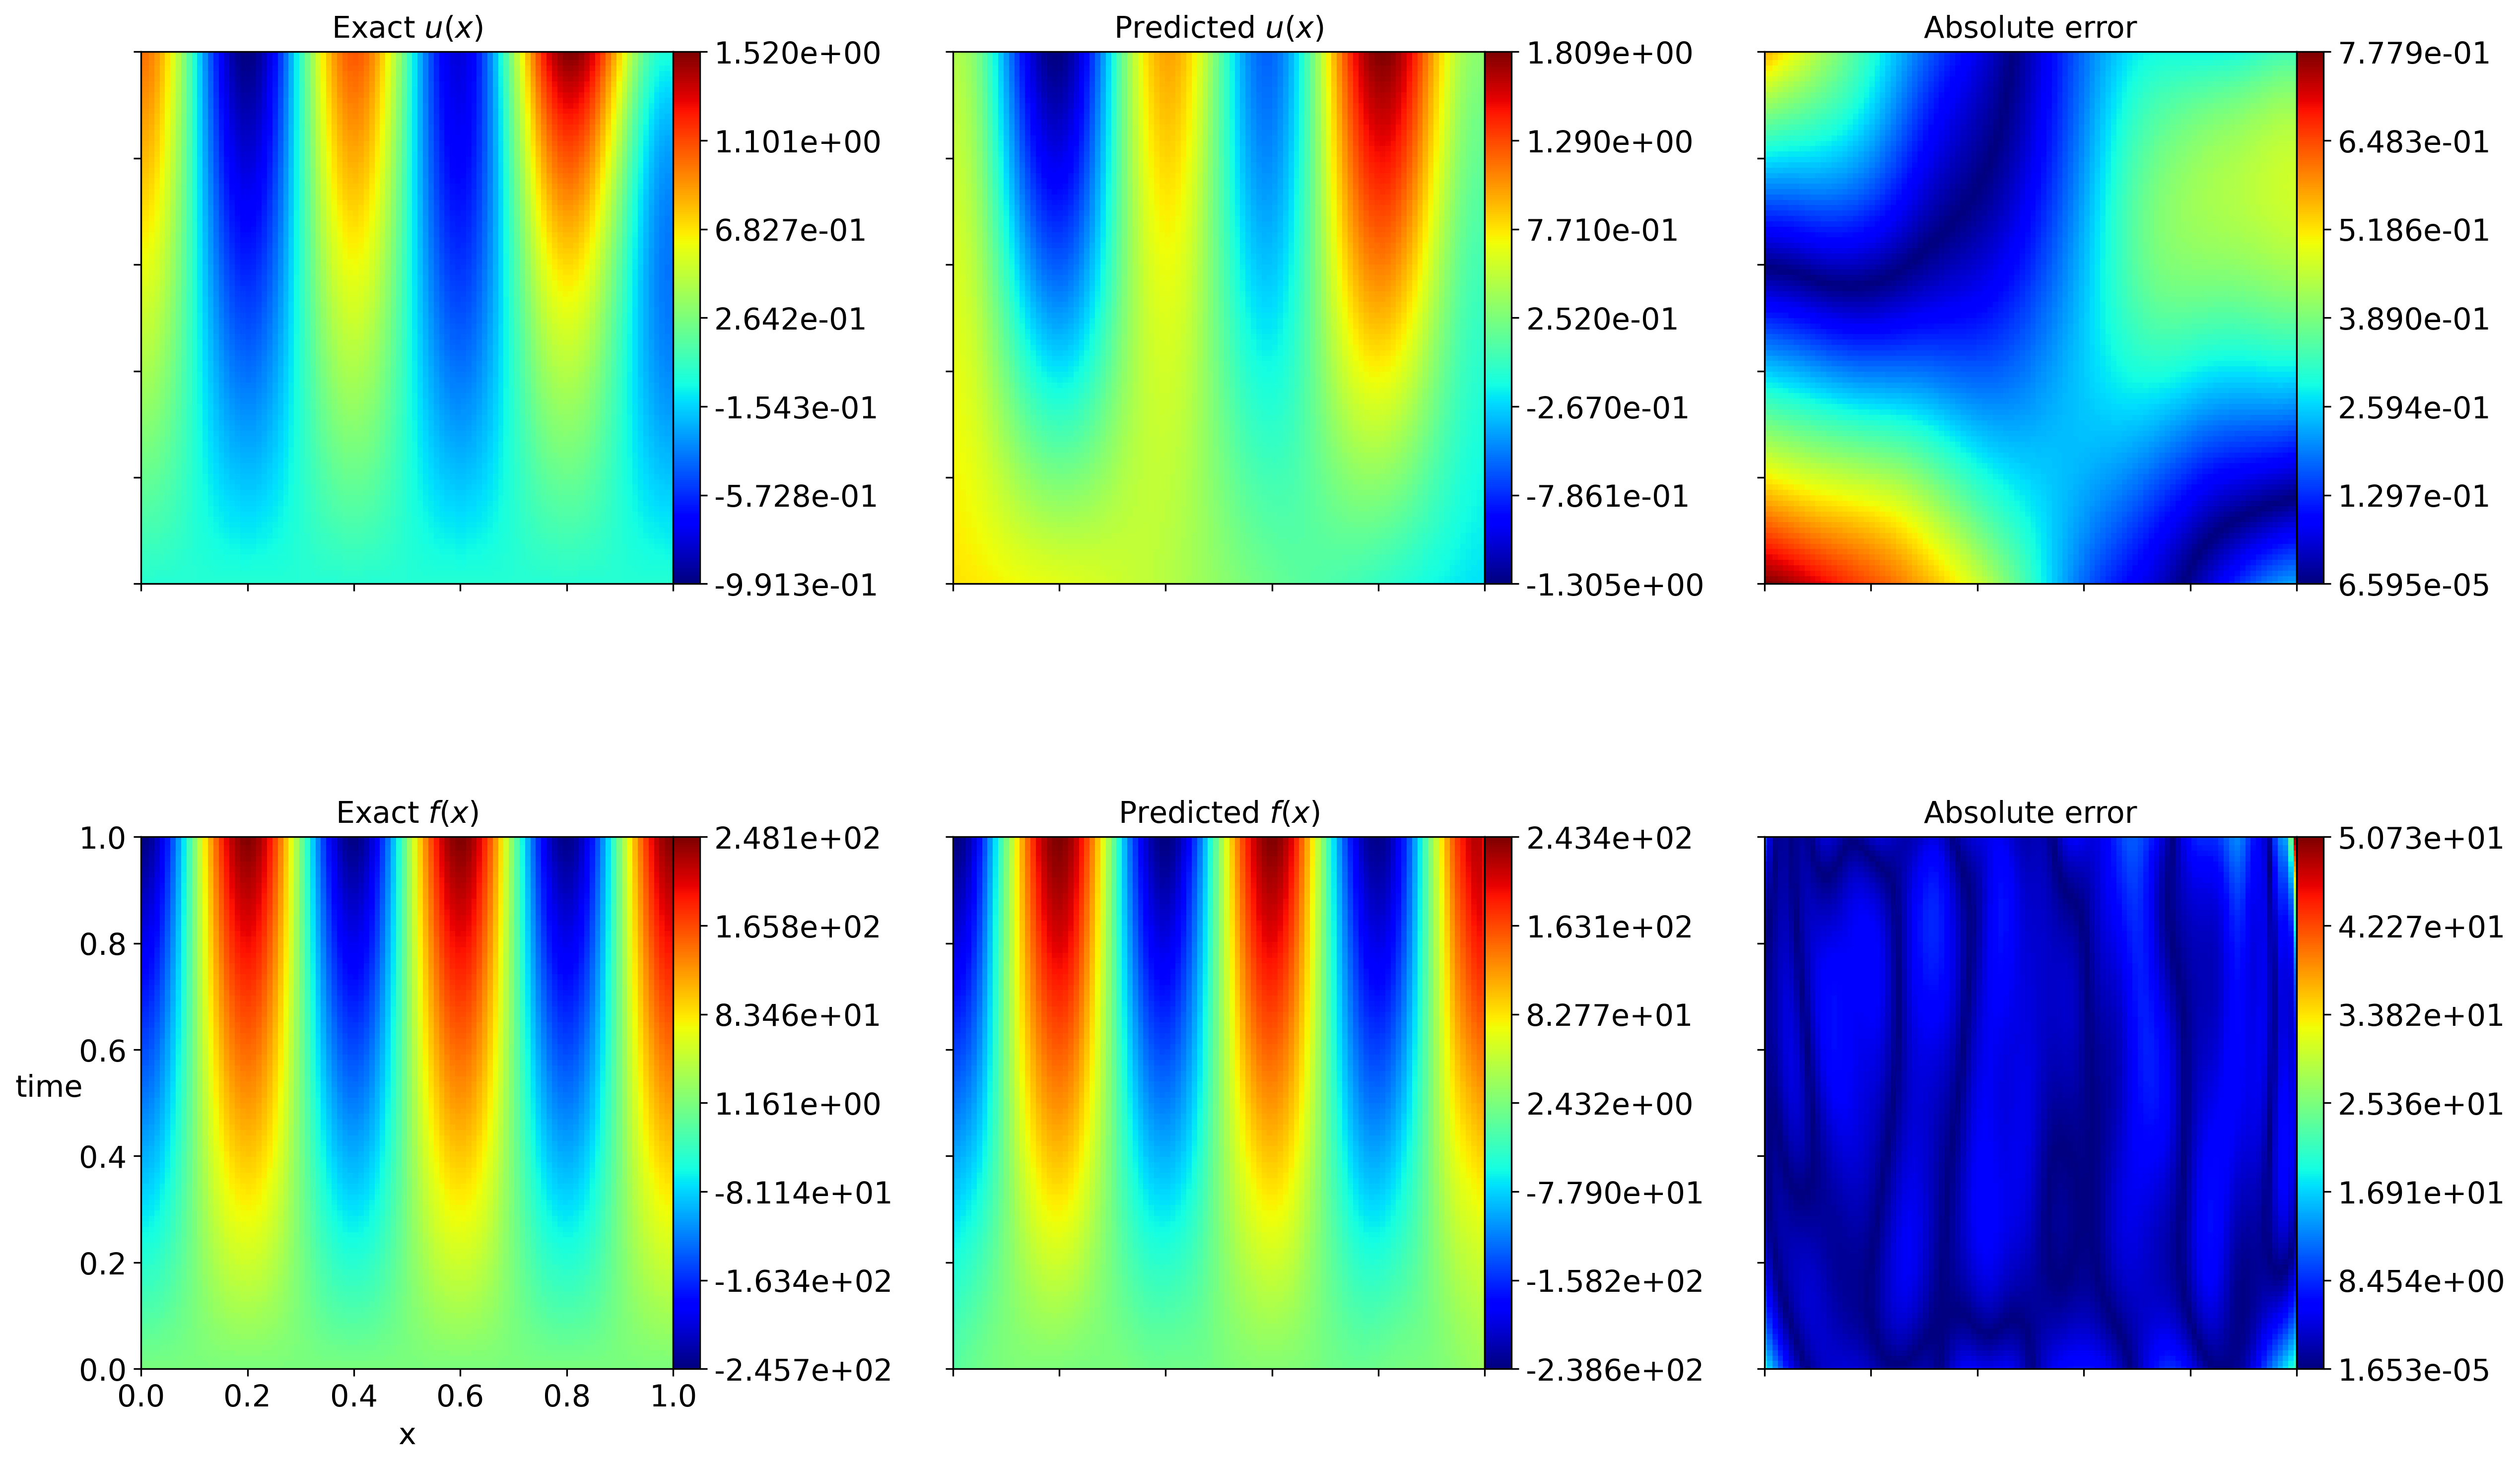 Exact u(x)
1.520e+00
1.101e+00
6.827e-01
2.642e-01
-1.543e-01
-5.728e-01
-9.913e-01
Predicted u(x)
1.809e+00
1.290e+00
7.710e-01
2.520e-01
-2.670e-01
-7.861e-01
-1.305e+00
Absolute error
7.779e-01
6.483e-01
5.186e-01
3.890e-01
2.594e-01
1.297e-01
6.595e-05
Exact f(x)
1.0
0.8
0.6
time
0.4
0.2
0.0
0.0 0.2 0.4 0.6 0.8 1.0
x
2.481e+02
1.658e+02
8.346e+01
1.161e+00
-8.114e+01
-1.634e+02
-2.457e+02
Predicted f(x)
2.434e+02
1.631e+02
8.277e+01
2.432e+00
-7.790e+01
-1.582e+02
-2.386e+02
Absolute error
5.073e+01
4.227e+01
3.382e+01
2.536e+01
1.691e+01
8.454e+00
1.653e-05